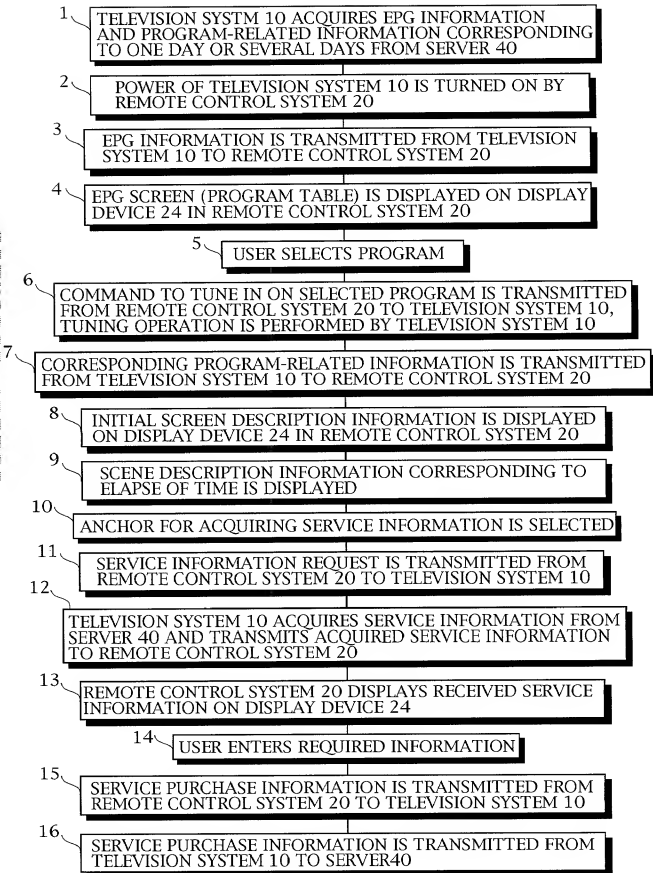 1
TELEVISION SYSTM 10 ACQUIRES EPG INFORMATION
AND PROGRAM-RELATED INFORMATION CORRESPONDING
TO ONE DAY OR SEVERAL DAYS FROM SERVER 40
2
POWER OF TELEVISION SYSTEM 10 IS TURNED ON BY
REMOTE CONTROL SYSTEM 20
3
EPG INFORMATION IS TRANSMITTED FROM TELEVISION
SYSTEM 10 TO REMOTE CONTROL SYSTEM 20
4
EPG SCREEN (PROGRAM TABLE) IS DISPLAYED ON DISPLAY
DEVICE 24 IN REMOTE CONTROL SYSTEM 20
5
USER SELECTS PROGRAM
6
COMMAND TO TUNE IN ON SELECTED PROGRAM IS TRANSMITTED
FROM REMOTE CONTROL SYSTEM 20 TO TELEVISION SYSTEM 10,
TUNING OPERATION IS PERFORMED BY TELEVISION SYSTEM 10
7
CORRESPONDING PROGRAM-RELATED INFORMATION IS TRANSMITTED
FROM TELEVISION SYSTEM 10 TO REMOTE CONTROL SYSTEM 20
8
INITIAL SCREEN DESCRIPTION INFORMATION IS DISPLAYED
ON DISPLAY DEVICE 24 IN REMOTE CONTROL SYSTEM 20
9
SCENE DESCRIPTION INFORMATION CORRESPONDING TO
ELAPSE OF TIME IS DISPLAYED
10
ANCHOR FOR ACQUIRING SERVICE INFORMATION IS SELECTED
11
SERVICE INFORMATION REQUEST IS TRANSMITTED FROM
REMOTE CONTROL SYSTEM 20 TO TELEVISION SYSTEM 10
12
TELEVISION SYSTEM 10 ACQUIRES SERVICE INFORMATION FROM
SERVER 40 AND TRANSMITS ACQUIRED SERVICE INFORMATION
TO REMOTE CONTROL SYSTEM 20
13
REMOTE CONTROL SYSTEM 20 DISPLAYS RECEIVED SERVICE
INFORMATION ON DISPLAY DEVICE 24
14
USER ENTERS REQUIRED INFORMATION
15
SERVICE PURCHASE INFORMATION IS TRANSMITTED FROM
REMOTE CONTROL SYSTEM 20 TO TELEVISION SYSTEM 10
16
SERVICE PURCHASE INFORMATION IS TRANSMITTED FROM
TELEVISION SYSTEM 10 TO SERVER40